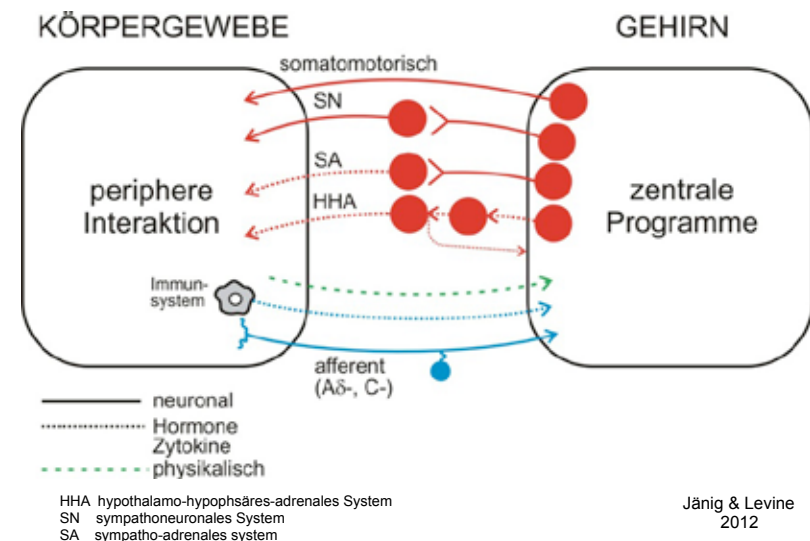 KÖRPERGEWEBE
GEHIRN
somatomotorisch
SN
SA
HHA
periphere
Interaktion
zentrale
Programme
Immun-
system
afferent
(Aδ-, C-)
neuronal
Hormone
Zytokine
physikalisch
HHA hypothalamo-hypophsäres-adrenales System
SN sympathoneuronales System
SA sympatho-adrenales system
Jänig & Levine
2012